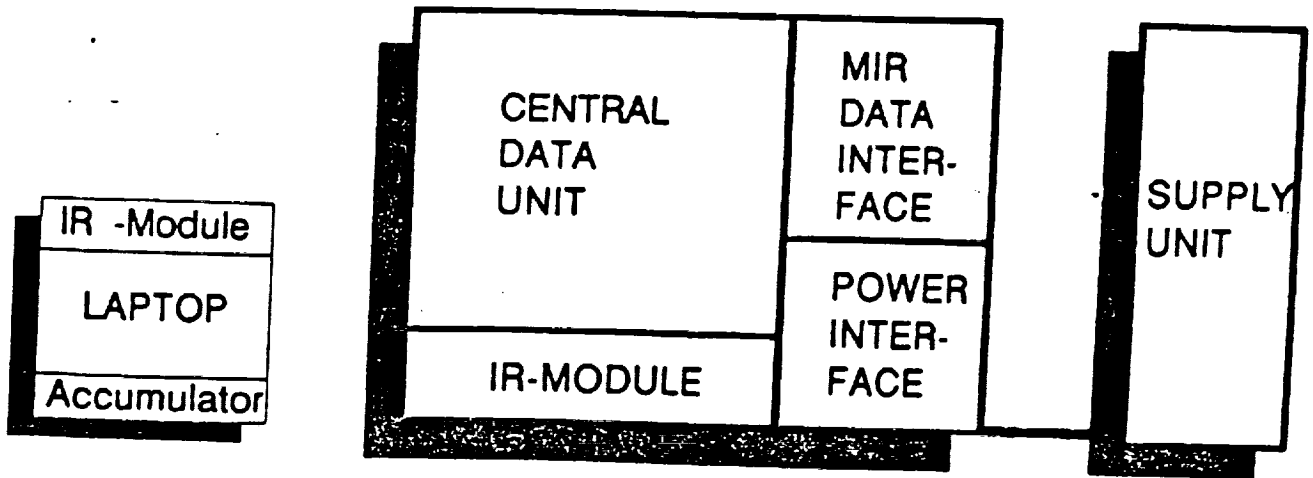 IR -Module
LAPTOP
Accumulator
CENTRAL
DATA
UNIT
IR-MODULE
MIR
DATA
INTER-
FACE
POWER
INTER-
FACE
SUPPLY
UNIT